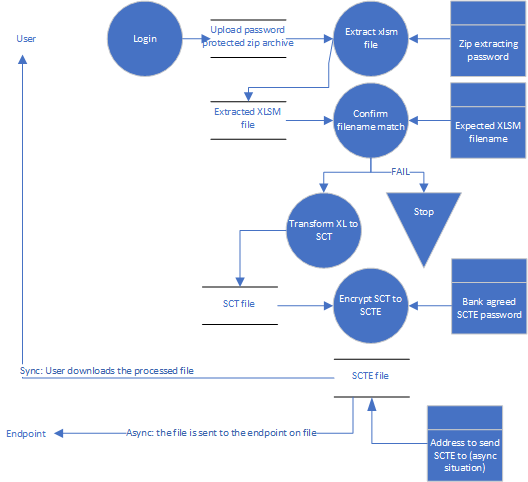 User
Login
Upload password
protected zip archive
Extract xlsm
file
Zip extracting
password
Extracted XLSM
file
Confirm
filename match
Expected XLSM
filename
FAIL
Transform XL to
SCT
Stop
SCT file
Encrypt SCT to
SCTE
Bank agreed
SCTE password
Sync: User downloads the processed file
SCTE file
Endpoint
Async: the file is sent to the endpoint on file
Address to send
SCTE to (async
situation)